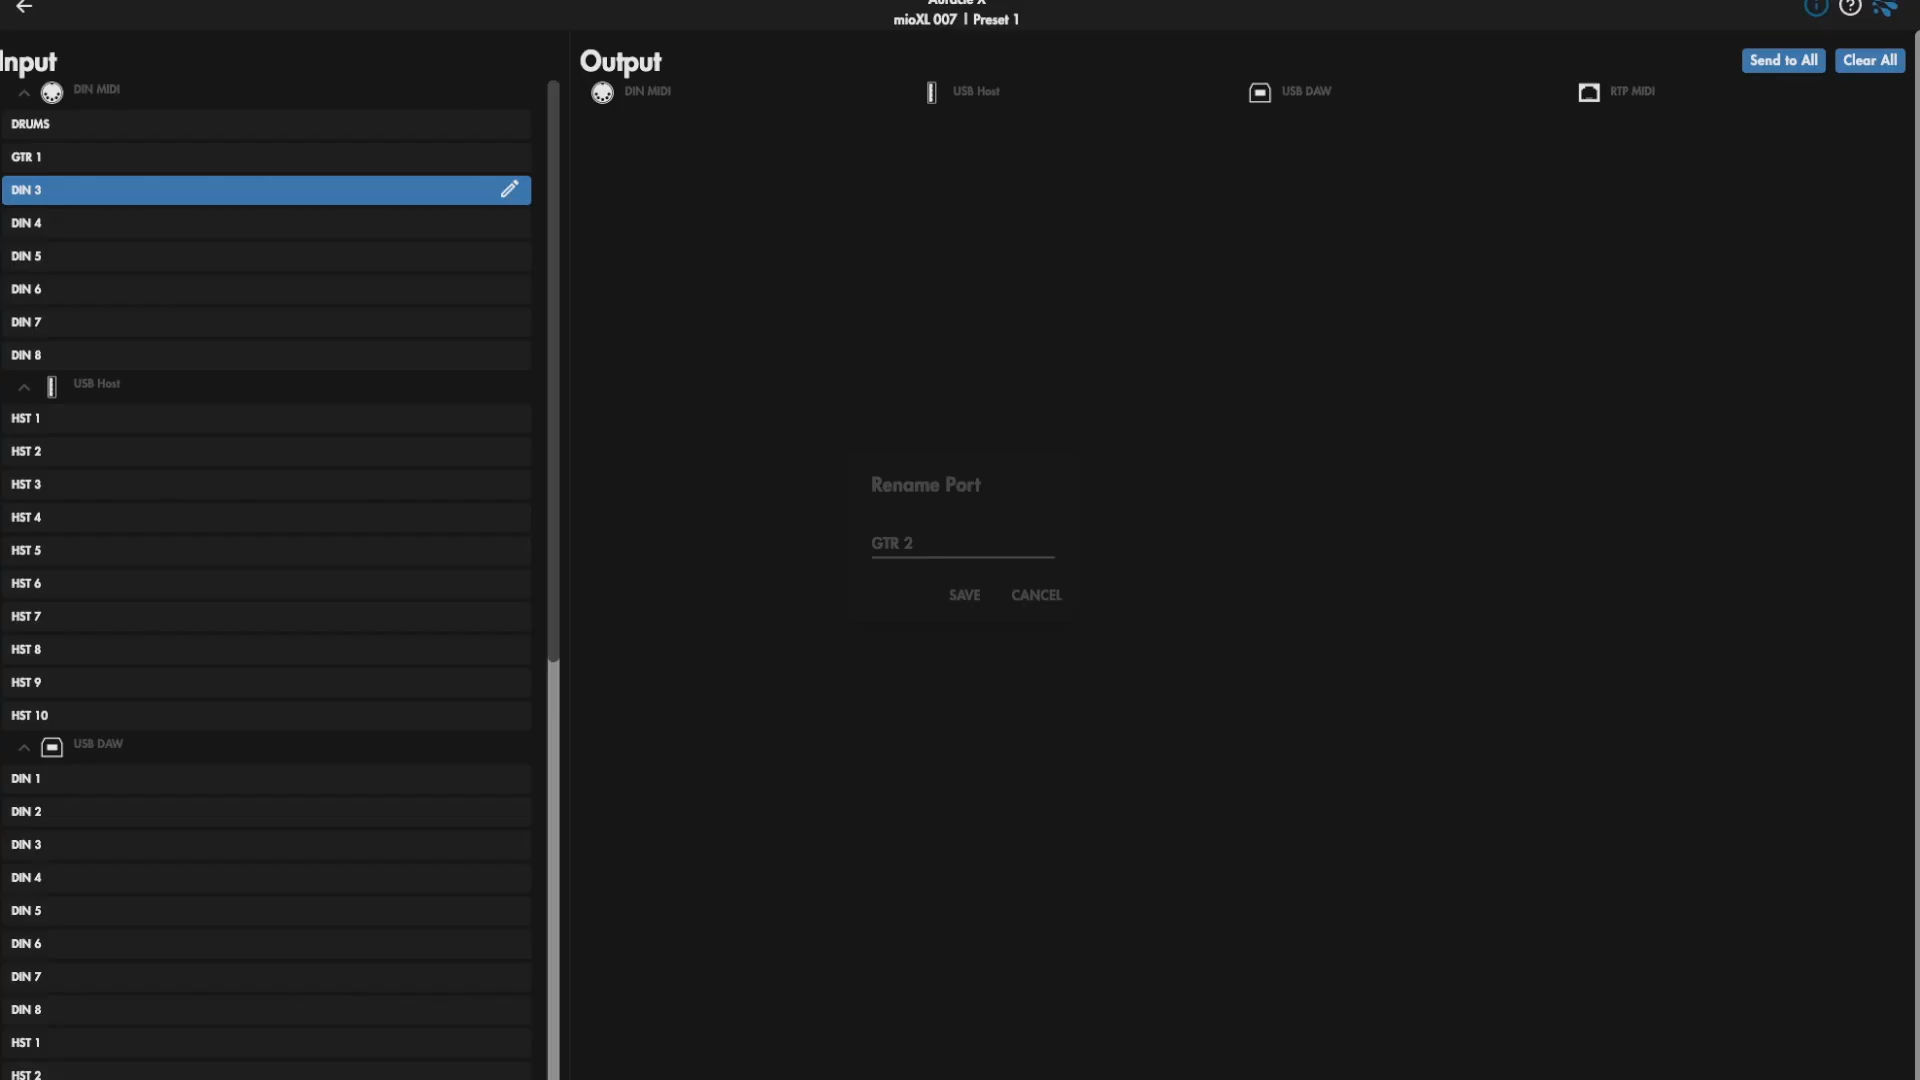 Auracle X
mioXL 007 | Preset 1
Input
Output
Send to All
Clear All
DIN MIDI
DRUMS
GTR 1
DIN 3
DIN 4
DIN 5
DIN 6
DIN 7
DIN 8
USB Host
HST 1
HST 2
HST 3
HST 4
HST 5
HST 6
HST 7
HST 8
HST 9
HST 10
USB DAW
DIN 1
DIN 2
DIN 3
DIN 4
DIN 5
DIN 6
DIN 7
DIN 8
HST 1
HST 2
DIN MIDI
USB Host
USB DAW
RTP MIDI
Rename Port
GTR 2
SAVE
CANCEL